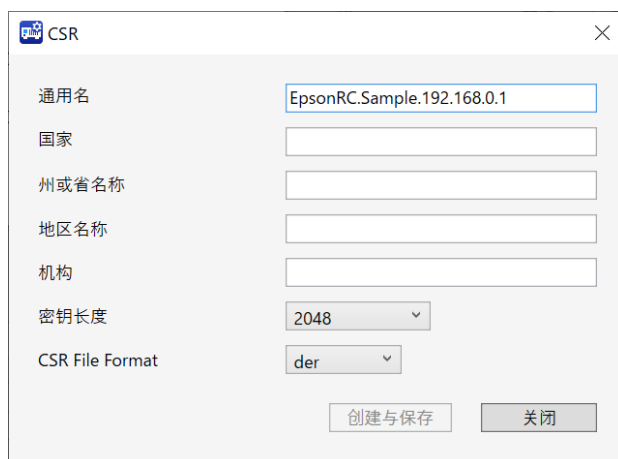 CSR
通用名 EpsonRC.Sample.192.168.0.1
国家
州或省名称
地区名称
机构
密钥长度 2048
CSR File Format der
创建与保存 关闭